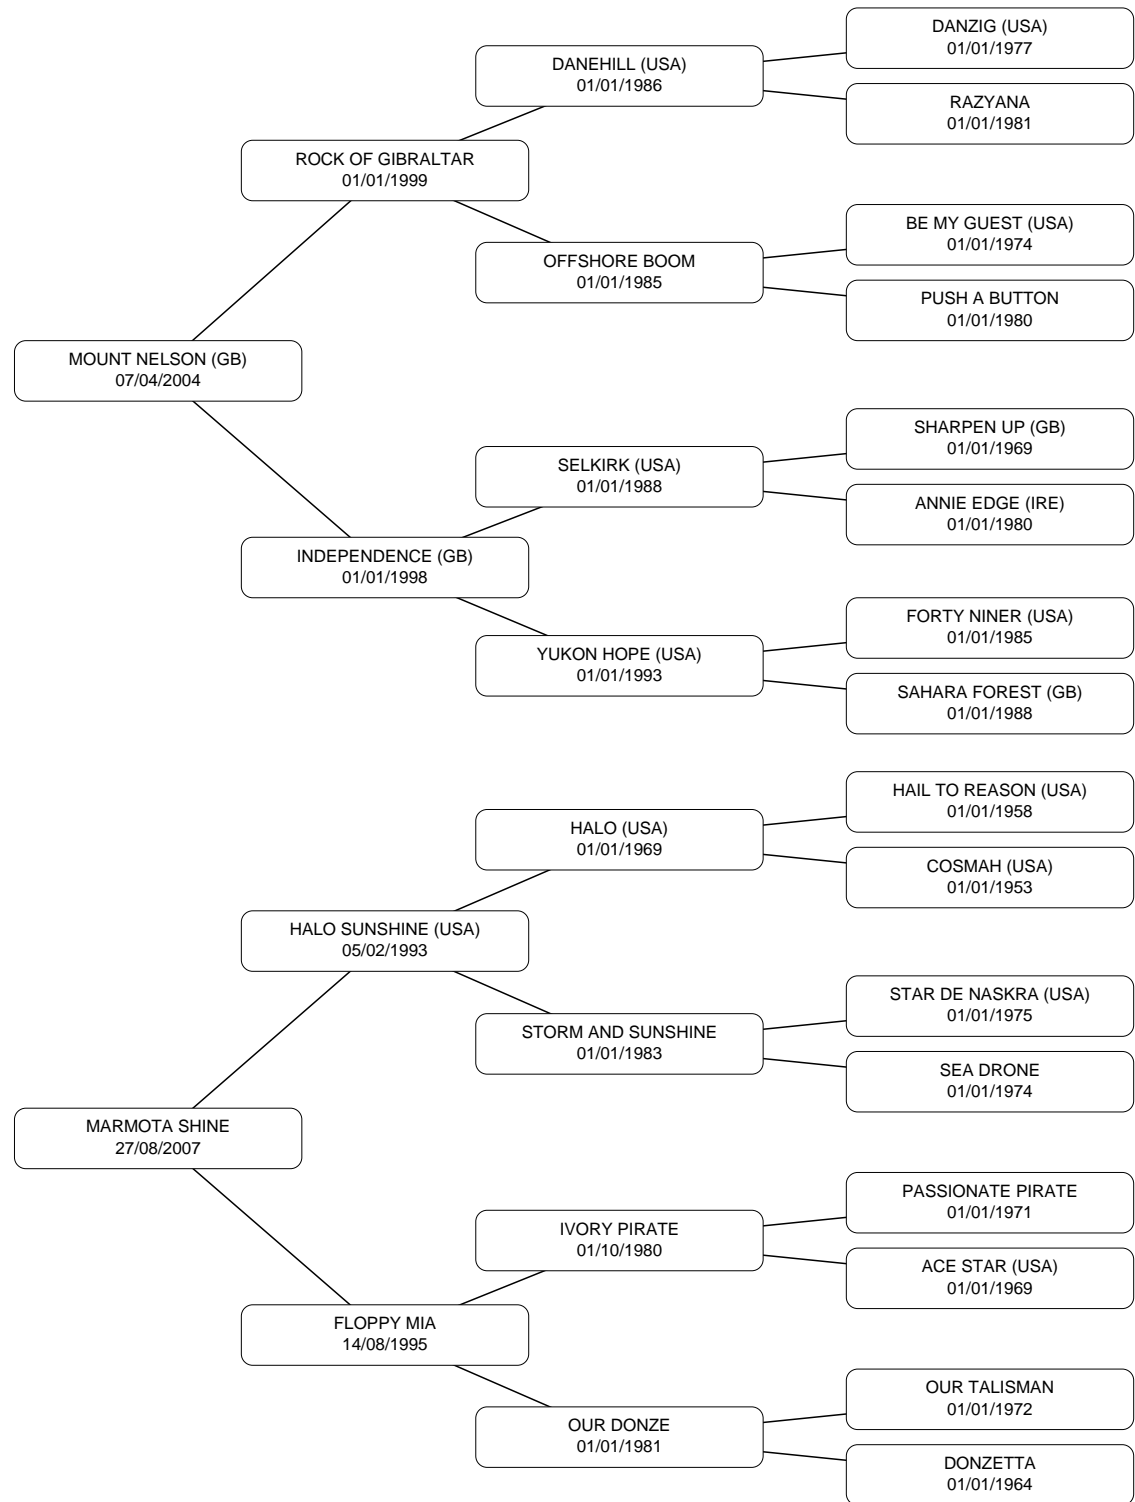 DANZIG (USA)
01/01/1977
DANEHILL (USA)
01/01/1986
RAZYANA
01/01/1981
ROCK OF GIBRALTAR
01/01/1999
BE MY GUEST (USA)
01/01/1974
OFFSHORE BOOM
01/01/1985
PUSH A BUTTON
01/01/1980
MOUNT NELSON (GB)
07/04/2004
SHARPEN UP (GB)
01/01/1969
SELKIRK (USA)
01/01/1988
ANNIE EDGE (IRE)
01/01/1980
INDEPENDENCE (GB)
01/01/1998
FORTY NINER (USA)
01/01/1985
YUKON HOPE (USA)
01/01/1993
SAHARA FOREST (GB)
01/01/1988
HAIL TO REASON (USA)
01/01/1958
HALO (USA)
01/01/1969
COSMAH (USA)
01/01/1953
HALO SUNSHINE (USA)
05/02/1993
STAR DE NASKRA (USA)
01/01/1975
STORM AND SUNSHINE
01/01/1983
SEA DRONE
01/01/1974
MARMOTA SHINE
27/08/2007
PASSIONATE PIRATE
01/01/1971
IVORY PIRATE
01/10/1980
ACE STAR (USA)
01/01/1969
FLOPPY MIA
14/08/1995
OUR TALISMAN
01/01/1972
OUR DONZE
01/01/1981
DONZETTA
01/01/1964